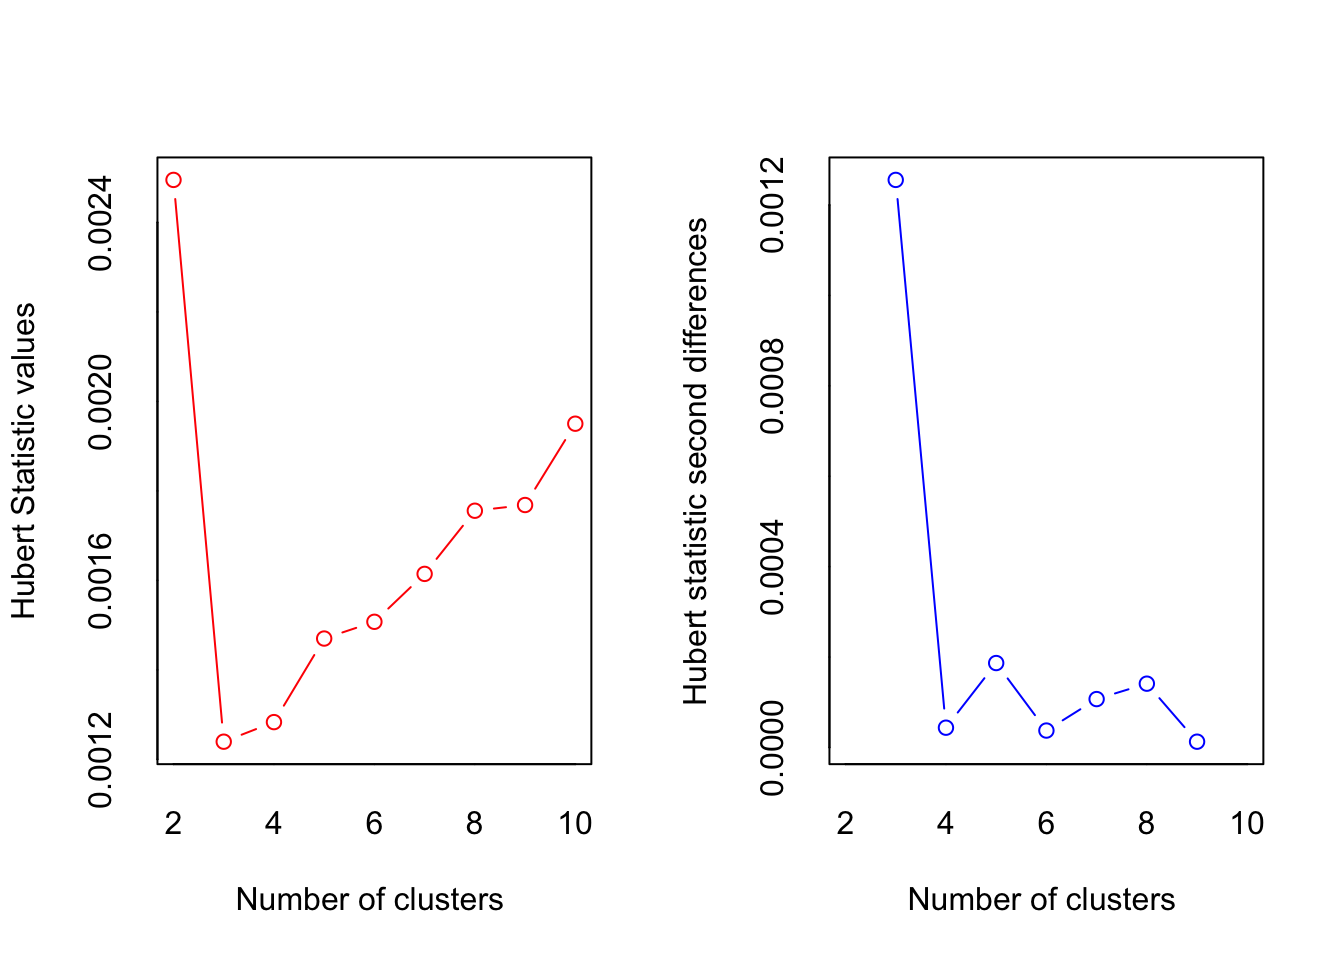 Hubert Statistic values
0.0012 0.0016 0.0020 0.0024
2 4 6 8 10
Number of clusters
Hubert statistic second differences
0.0000 0.0004 0.0008 0.0012
2 4 6 8 10
Number of clusters